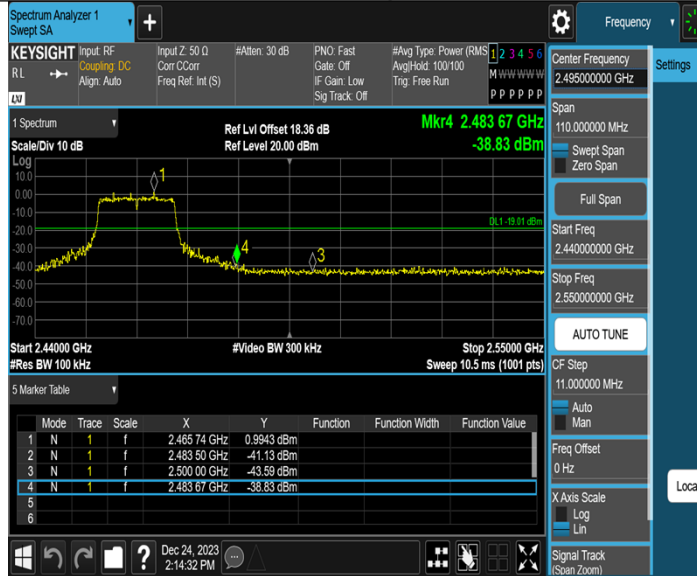 Spectrum Analyzer 1
Swept SA
+
Frequency
KEYSIGHT
RL
LXI
Input: RF
Coupling: DC
Align: Auto
Input Z: 50 Ω
Corr CCorr
Freq Ref: Int (S)
#Atten: 30 dB
PNO: Fast
Gate: Off
IF Gain: Low
Sig Track: Off
#Avg Type: Power (RMS
Avg|Hold: 100/100
Trig: Free Run
1 2 3 4 5 6
M W W W W W
P P P P P P
1 Spectrum
Scale/Div 10 dB
Ref Lvl Offset 18.36 dB
Ref Level 20.00 dBm
Mkr4 2.483 67 GHz
-38.83 dBm
Log
10.0
0.00
-10.0
-20.0
-30.0
-40.0
-50.0
-60.0
-70.0
1
4
3
DL1 -19.01 dBm
Start 2.44000 GHz
#Res BW 100 kHz
#Video BW 300 kHz
Stop 2.55000 GHz
Sweep 10.5 ms (1001 pts)
5 Marker Table
Mode Trace Scale X Y Function Function Width Function Value
1 N 1 f 2.465 74 GHz 0.9943 dBm
2 N 1 f 2.483 50 GHz -41.13 dBm
3 N 1 f 2.500 00 GHz -43.59 dBm
4 N 1 f 2.483 67 GHz -38.83 dBm
5
6
?
Dec 24, 2023
2:14:32 PM
Center Frequency
2.495000000 GHz
Settings
Span
110.000000 MHz
Swept Span
Zero Span
Full Span
Start Freq
2.440000000 GHz
Stop Freq
2.550000000 GHz
AUTO TUNE
CF Step
11.000000 MHz
Auto
Man
Freq Offset
0 Hz
Loca
X Axis Scale
Log
Lin
Signal Track
(Span Zoom)